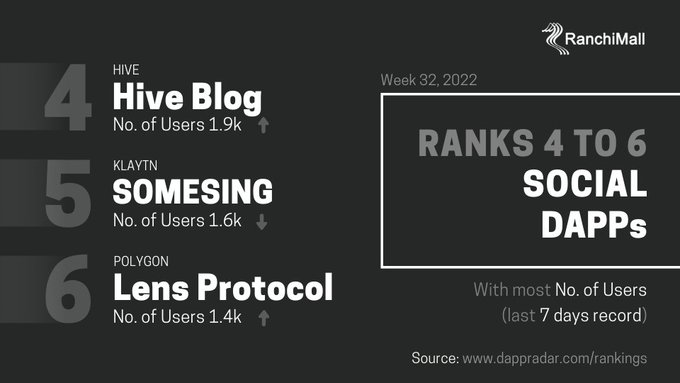 RanchiMall
4
HIVE
Hive Blog
No. of Users 1.9k
5
KLAYTN
SOMESING
No. of Users 1.6k
6
POLYGON
Lens Protocol
No. of Users 1.4k
Week 32, 2022
RANKS 4 TO 6
SOCIAL
DAPPs
With most No. of Users
(last 7 days record)
Source: www.dappradar.com/rankings